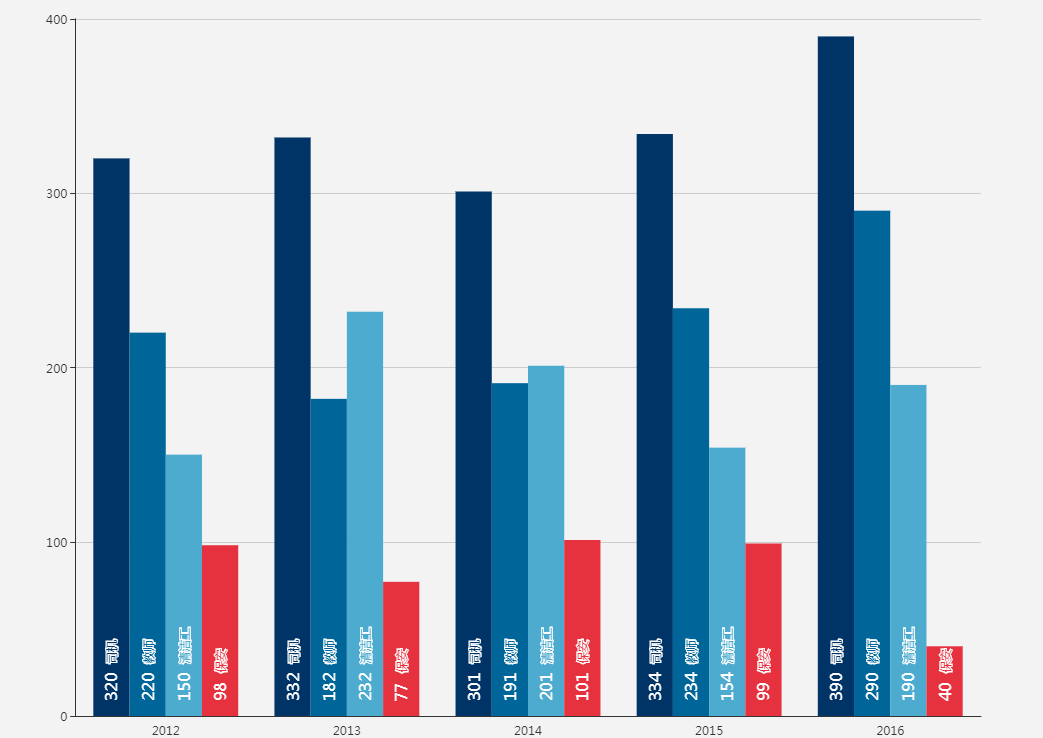 400
300
200
100
0
320 司机
220 教师
150 清洁工
98 保安
332 司机
182 教师
232 清洁工
77 保安
301 司机
191 教师
201 清洁工
101 保安
334 司机
234 教师
154 清洁工
99 保安
390 司机
290 教师
190 清洁工
40 保安
2012
2013
2014
2015
2016